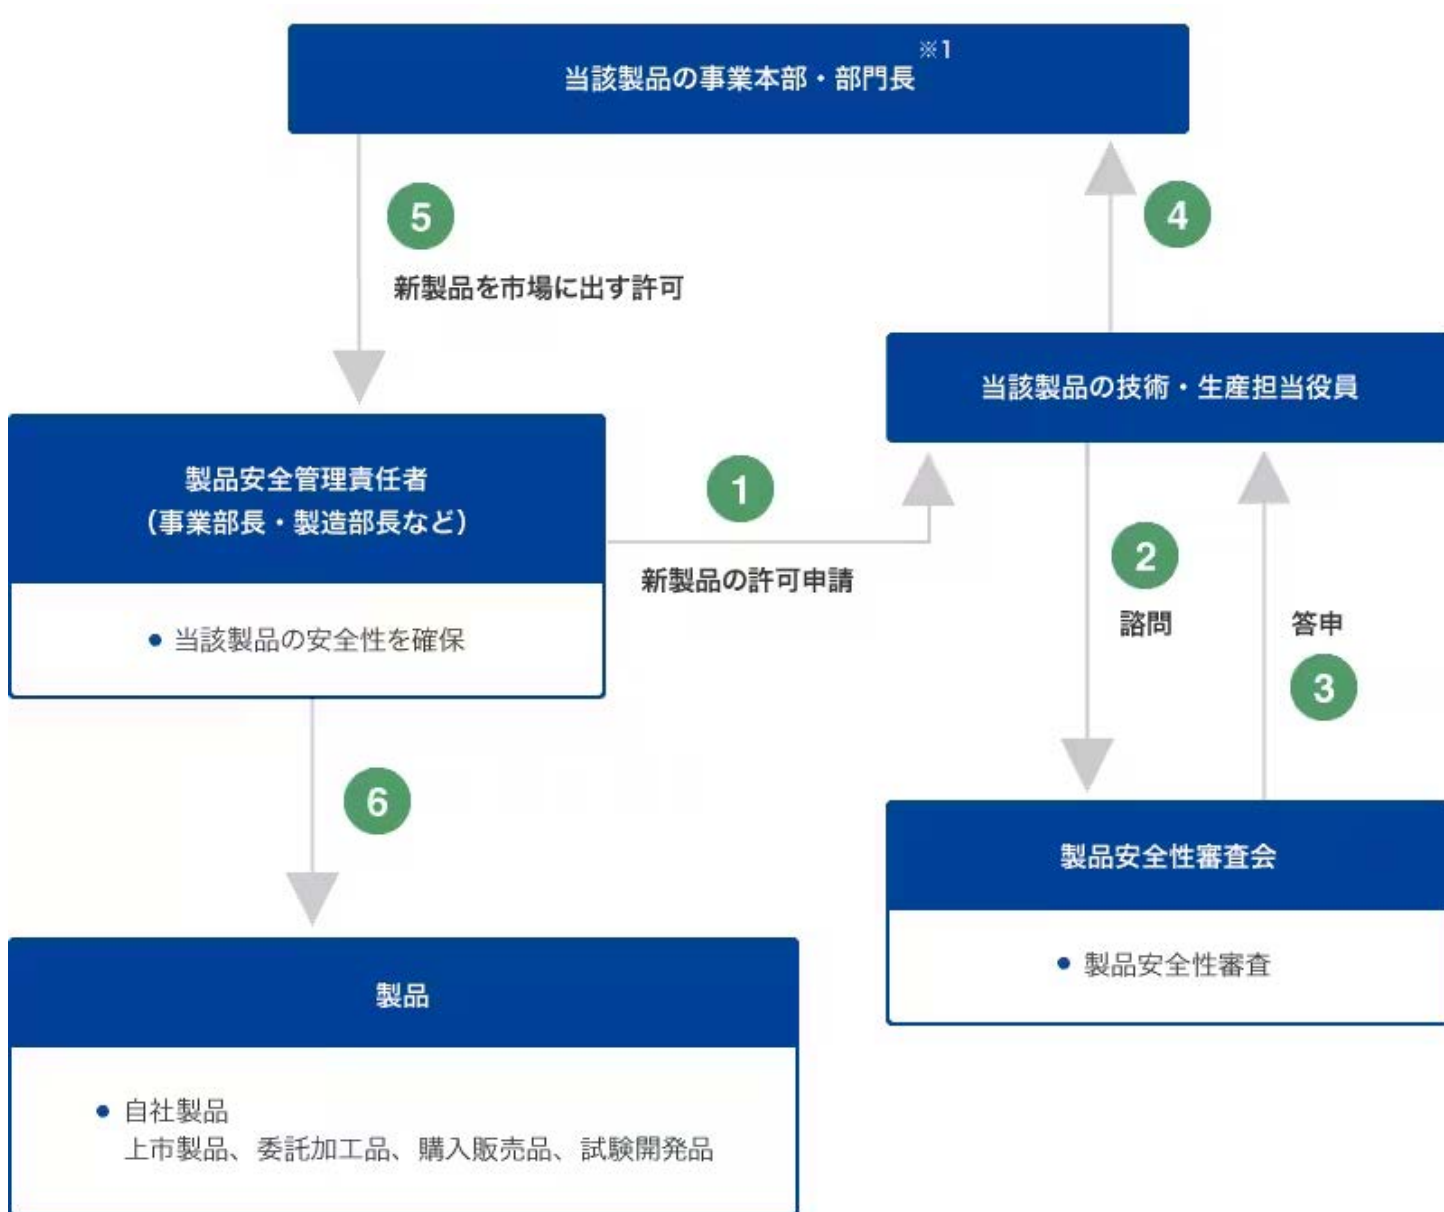 当該製品の事業本部・部門長※1
5
4
新製品を市場に出す許可
当該製品の技術・生産担当役員
製品安全管理責任者
（事業部長・製造部長など）
1
新製品の許可申請
2
諮問
答申
3
当該製品の安全性を確保
6
製品安全性審査会
製品安全性審査
製品
自社製品
上市製品、委託加工品、購入販売品、試験開発品